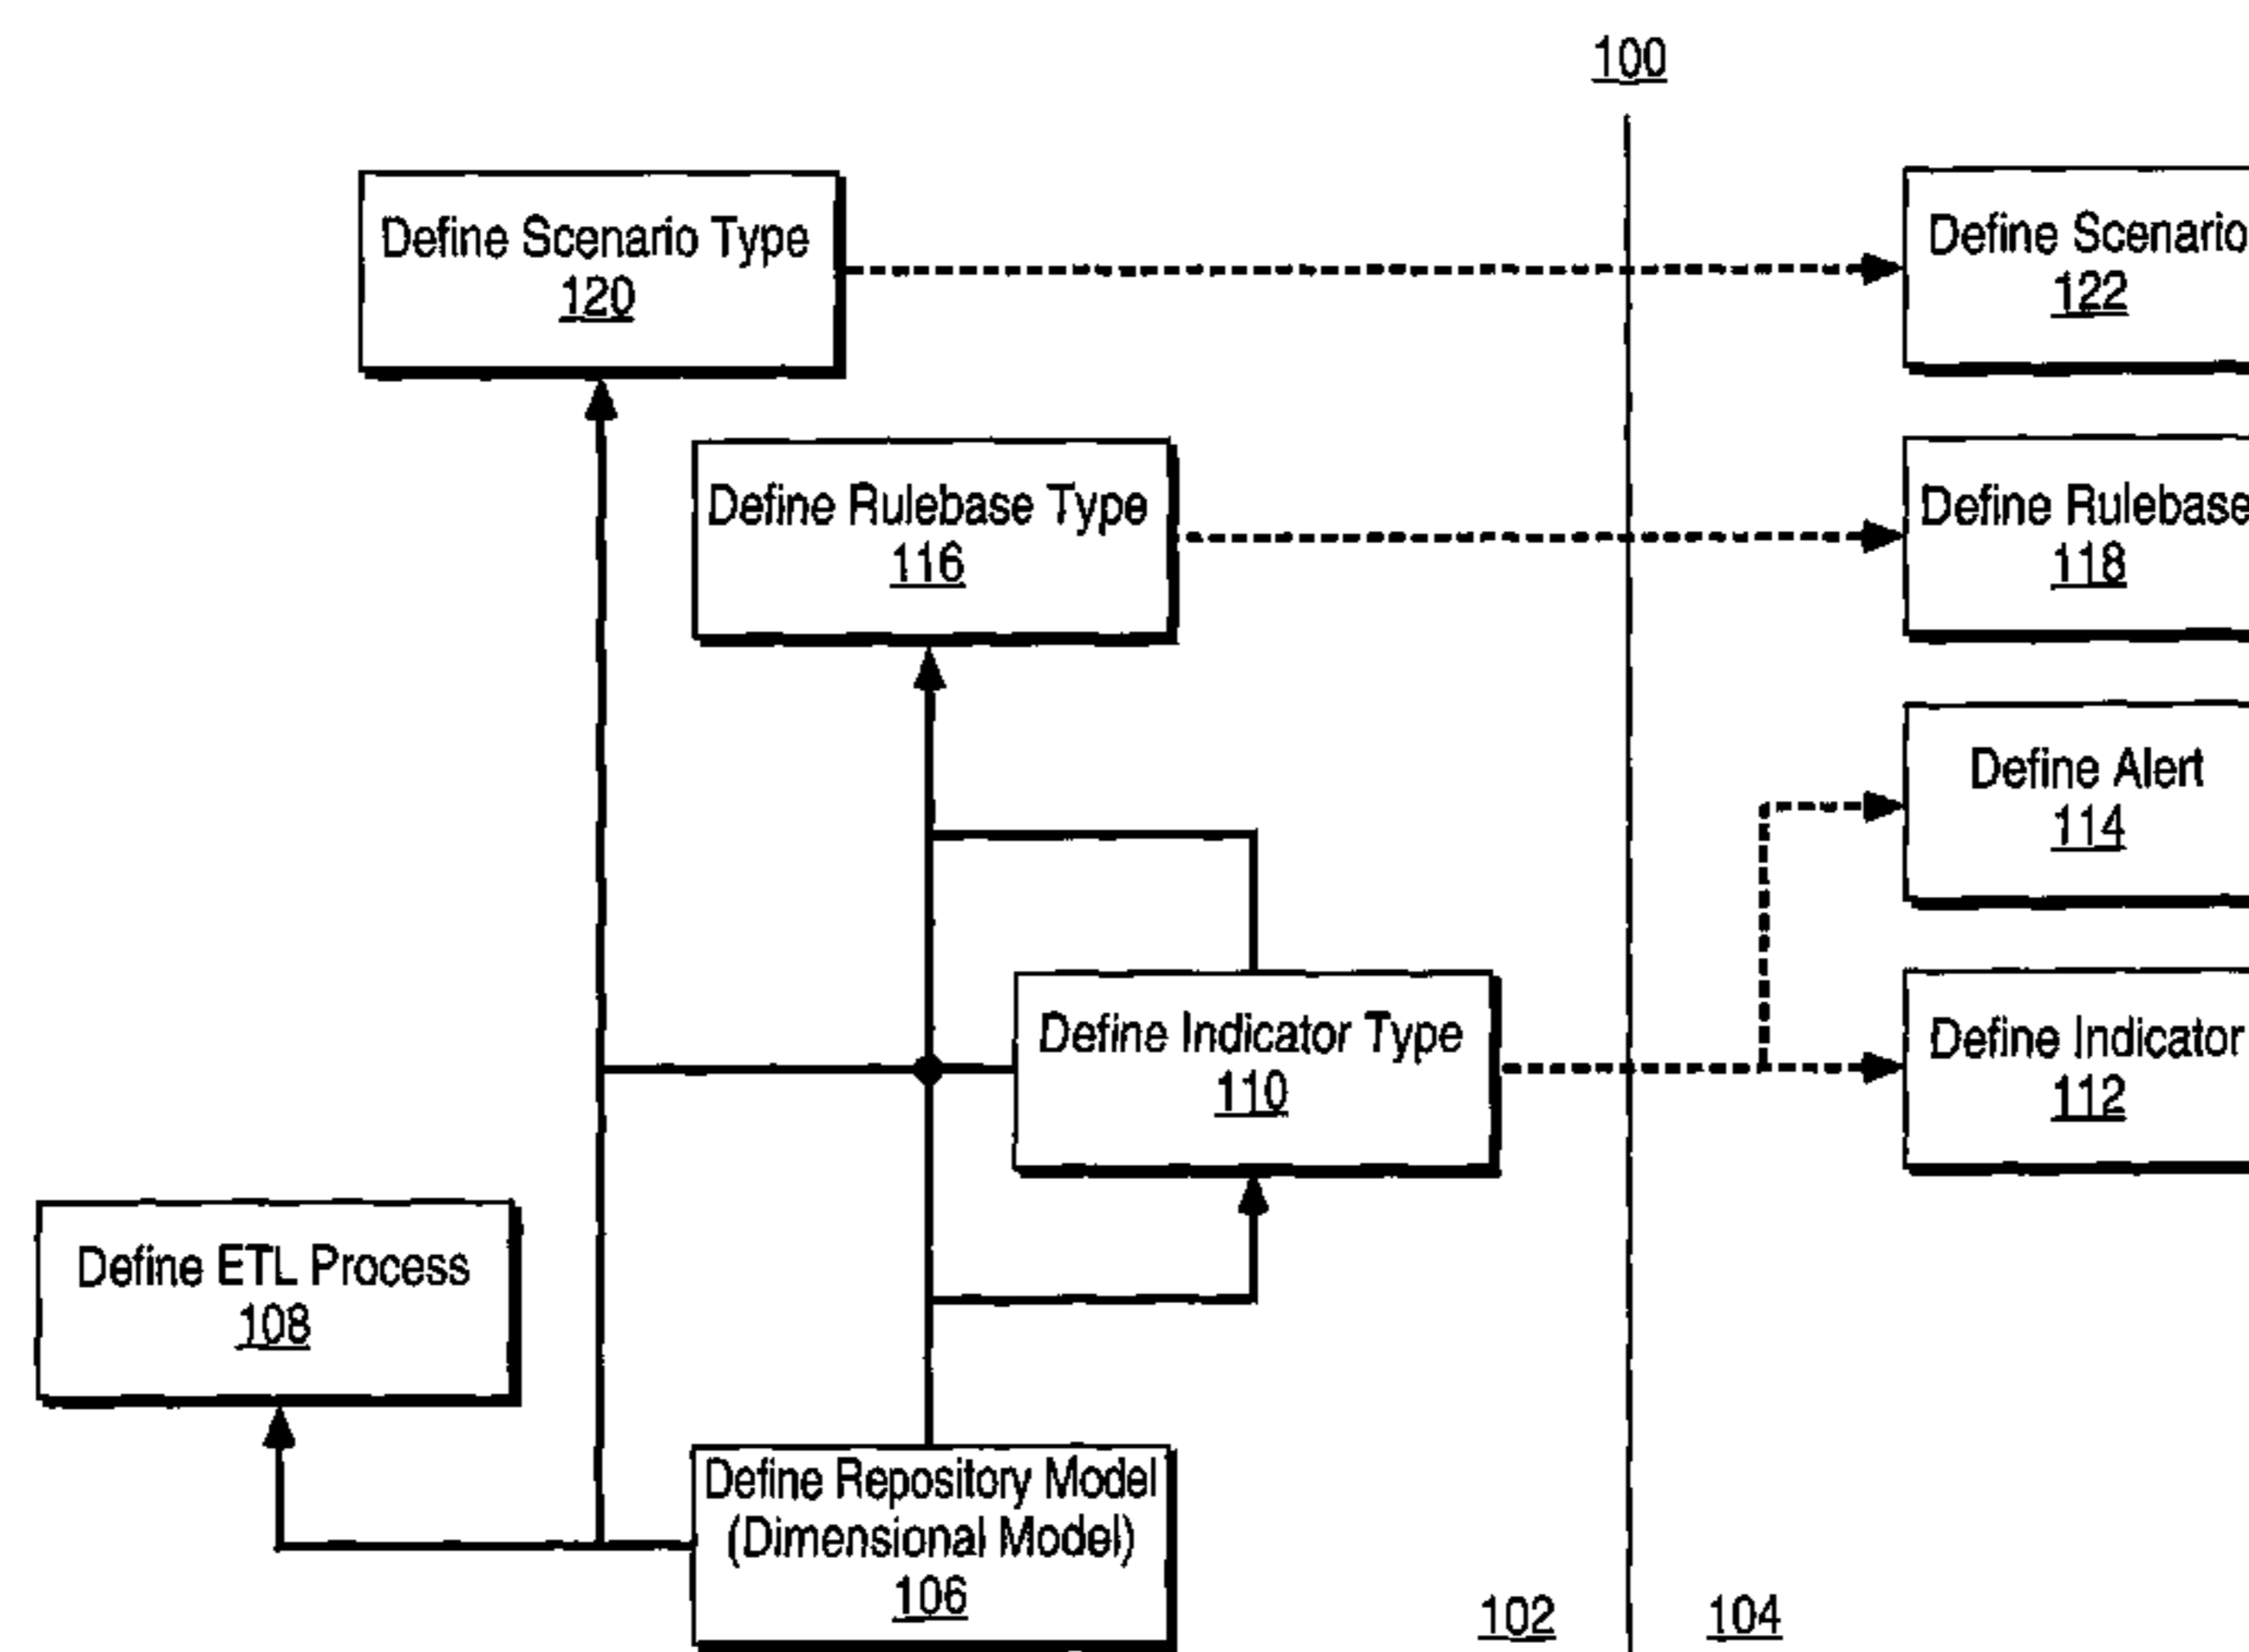 100
Define Scenario Type
120
Define Scenario
122
Define Rulebase Type
116
Define Rulebase
118
Define Alert
114
Define Indicator Type
110
Define Indicator
112
Define ETL Process
108
Define Repository Model
(Dimensional Model)
106
102
104